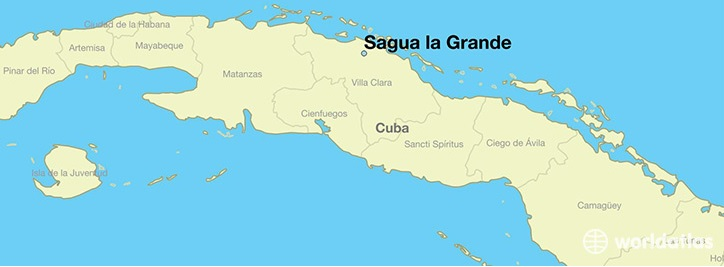 Ciudad de la Habana
Artemisa
Mayabeque
Pinar del Río
Matanzas
Sagua la Grande
Villa Clara
Cienfuegos
Cuba
Sancti Spíritus
Ciego de Ávila
Isla de la Juventud
Camagüey
worldatlas